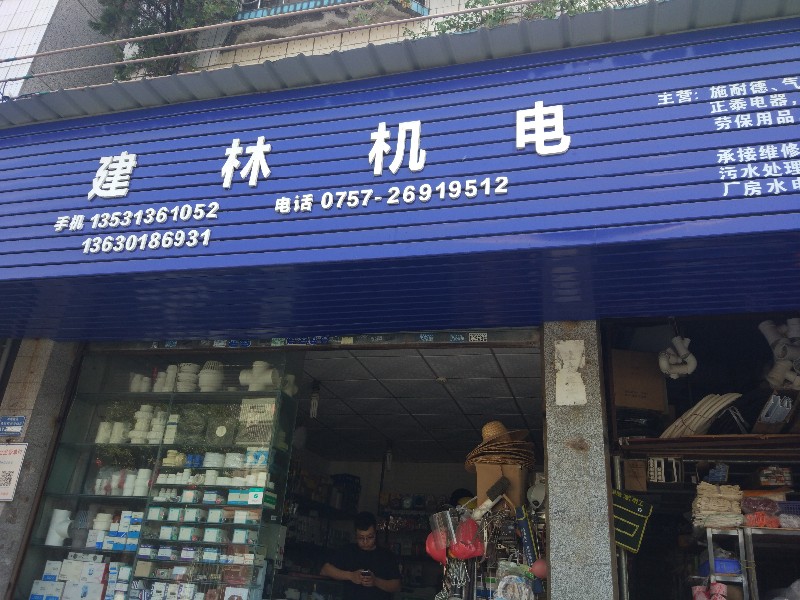 建林机电
手机 13531361052
13630186931
电话 0757-26919512
主营：施耐德、气
正泰电器，
劳保用品
承接维修
污水处理
厂房水电